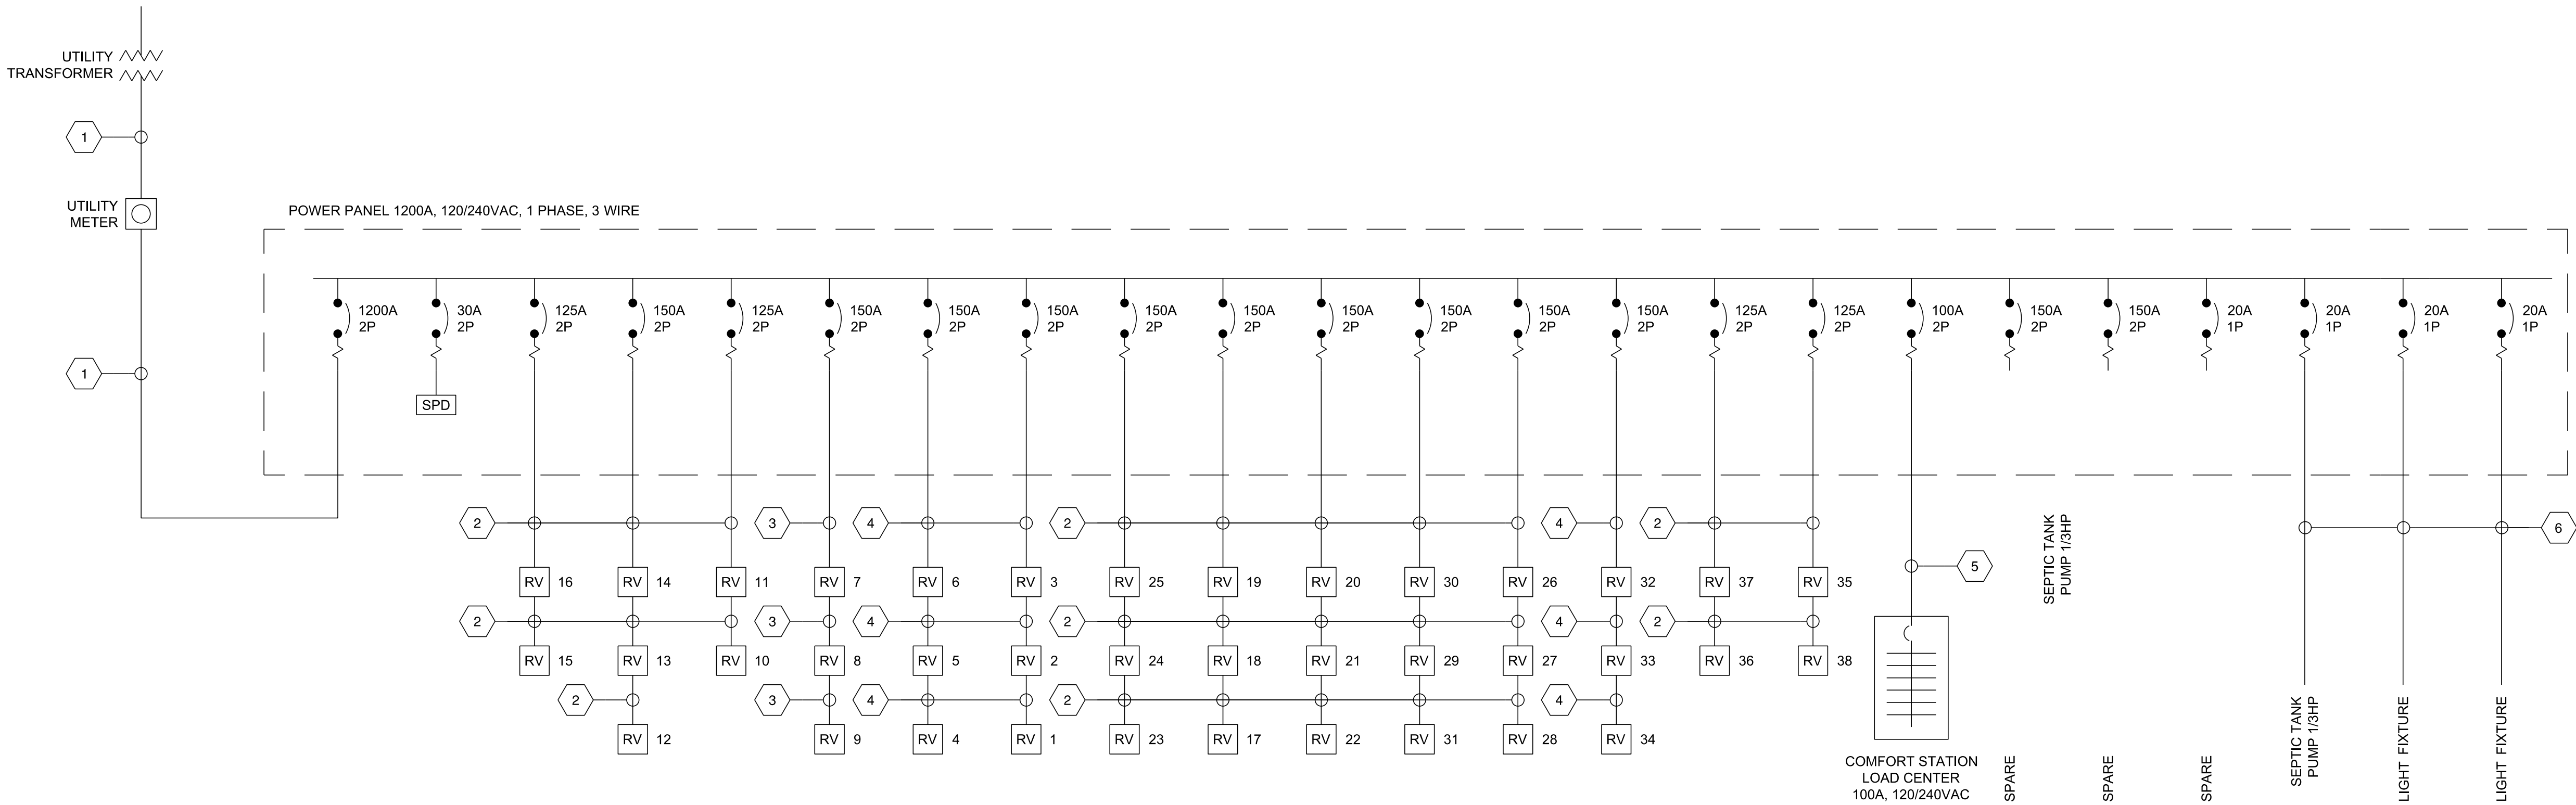 UTILITY
TRANSFORMER
1
UTILITY
METER
POWER PANEL 1200A, 120/240VAC, 1 PHASE, 3 WIRE
1200A 30A 125A 150A 125A 150A 150A 150A 150A 150A 150A 150A 150A 150A 125A 125A 100A 150A 150A 20A 20A 20A 20A
2P 2P 2P 2P 2P 2P 2P 2P 2P 2P 2P 2P 2P 2P 2P 2P 2P 2P 2P 1P 1P 1P 1P
1
SPD
2 3 4 2 4 2 6
5
SEPTIC TANK
PUMP 1/3HP
RV 16 RV 14 RV 11 RV 7 RV 6 RV 3 RV 25 RV 19 RV 20 RV 30 RV 26 RV 32 RV 37 RV 35
2 3 4 2 4 2
RV 15 RV 13 RV 10 RV 8 RV 5 RV 2 RV 24 RV 18 RV 21 RV 29 RV 27 RV 33 RV 36 RV 38
2 3 4 2 4
RV 12 RV 9 RV 4 RV 1 RV 23 RV 17 RV 22 RV 31 RV 28 RV 34
COMFORT STATION
LOAD CENTER
100A, 120/240VAC
SPARE
SPARE
SPARE
SEPTIC TANK
PUMP 1/3HP
LIGHT FIXTURE
LIGHT FIXTURE